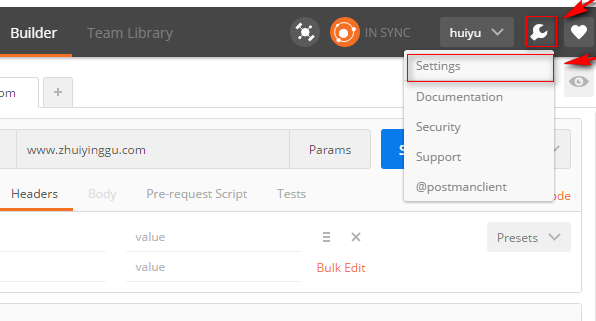 Builder Team Library IN SYNC huiyu
Settings
om +
Documentation
www.zhuiyinggu.com Params S
Security
Support
Headers Body Pre-request Script Tests ode
@postmanclient
value Presets
value Bulk Edit